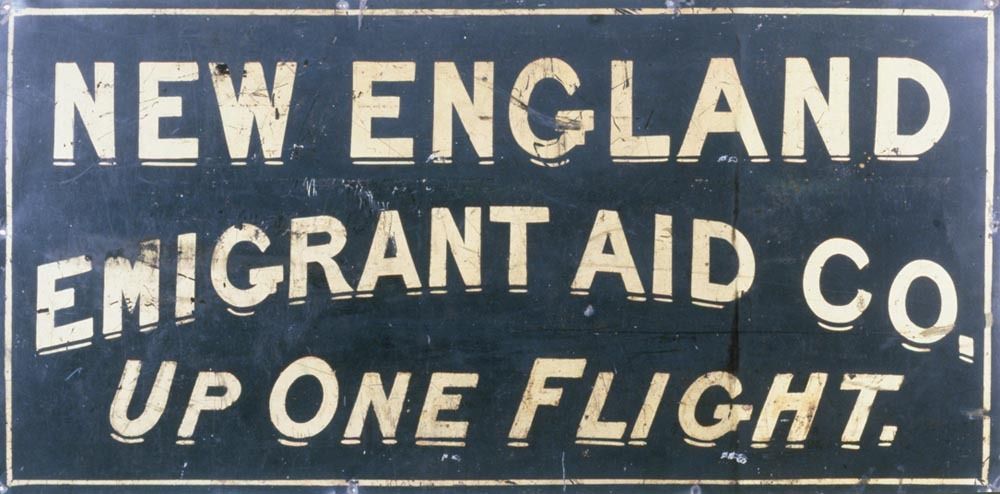 NEW ENGLAND
EMIGRANT AID CO.
UP ONE FLIGHT.